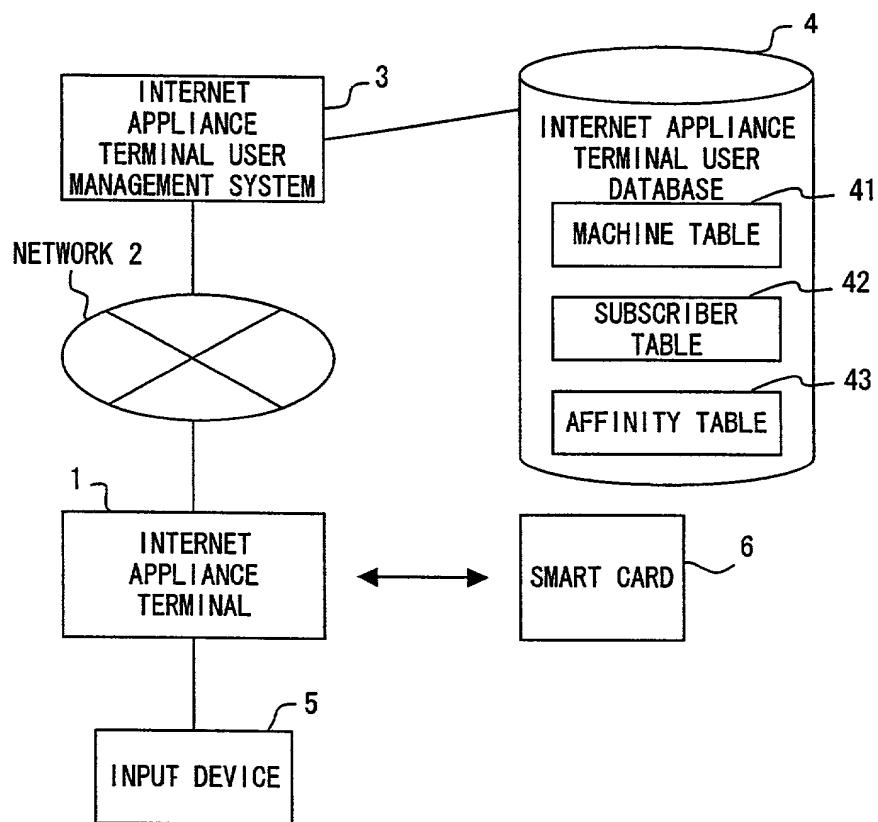 4
3
INTERNET
APPLIANCE
TERMINAL USER
MANAGEMENT SYSTEM
INTERNET APPLIANCE
TERMINAL USER
DATABASE
41
MACHINE TABLE
NETWORK 2
42
SUBSCRIBER
TABLE
43
AFFINITY TABLE
1
INTERNET
APPLIANCE
TERMINAL
6
SMART CARD
5
INPUT DEVICE